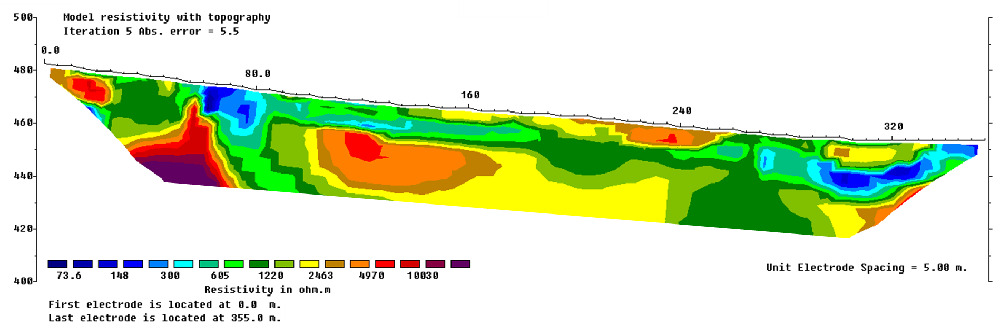 500
Model resistivity with topography
Iteration 5 Abs. error = 5.5
0.0
480
80.0
160
240
460
320
440
420
400
73.6 148 300 605 1220 2463 4970 10030
Unit Electrode Spacing = 5.00 m.
Resistivity in ohm.m
First electrode is located at 0.0 m.
Last electrode is located at 355.0 m.